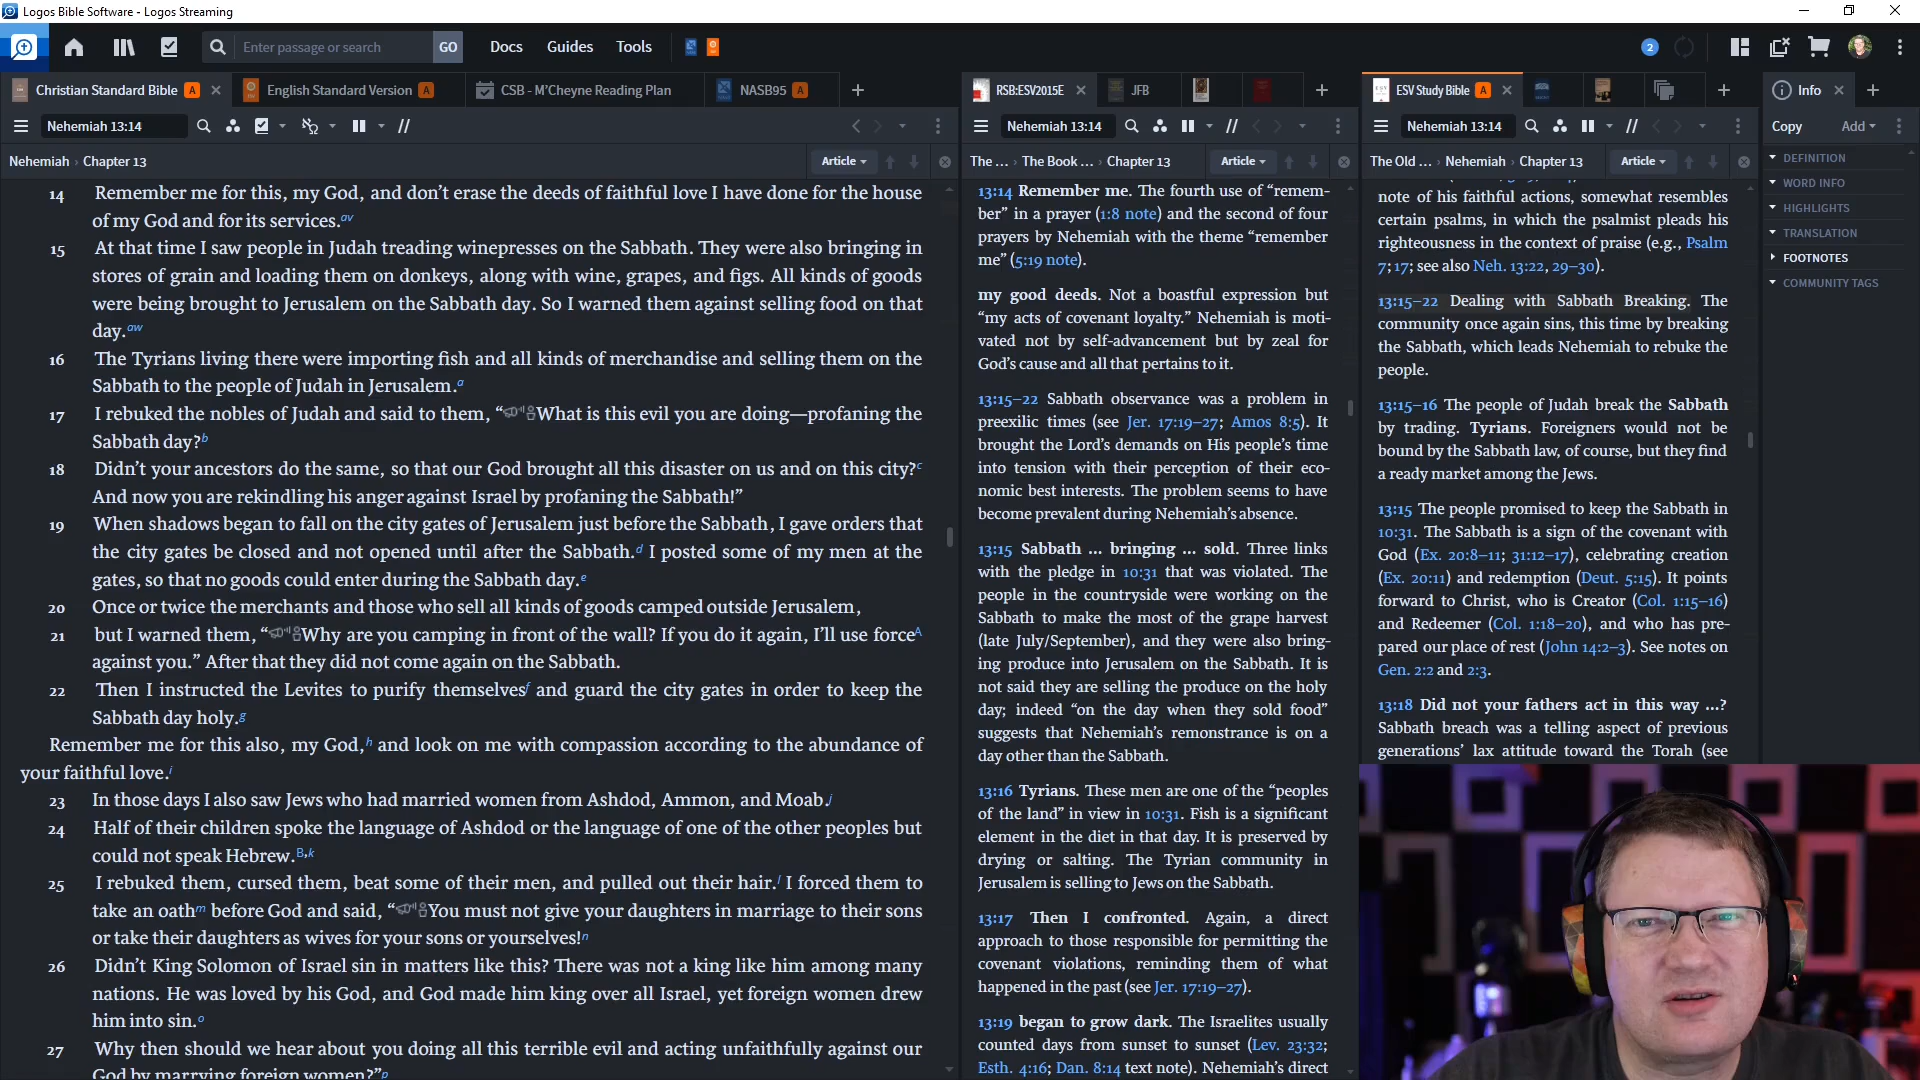 Logos Bible Software - Logos Streaming
Enter passage or search
GO
Docs
Guides
Tools
2
Christian Standard Bible A
English Standard Version A
CSB - M'Cheyne Reading Plan
NASB95 A
Nehemiah 13:14
Nehemiah › Chapter 13
Article
14 Remember me for this, my God, and don't erase the deeds of faithful love I have done for the house
of my God and for its services.av
15 At that time I saw people in Judah treading winepresses on the Sabbath. They were also bringing in
stores of grain and loading them on donkeys, along with wine, grapes, and figs. All kinds of goods
were being brought to Jerusalem on the Sabbath day. So I warned them against selling food on that
day.aw
16 The Tyrians living there were importing fish and all kinds of merchandise and selling them on the
Sabbath to the people of Judah in Jerusalem.a
17 I rebuked the nobles of Judah and said to them, “What is this evil you are doing—profaning the
Sabbath day?b
18 Didn't your ancestors do the same, so that our God brought all this disaster on us and on this city?c
And now you are rekindling his anger against Israel by profaning the Sabbath!”
19 When shadows began to fall on the city gates of Jerusalem just before the Sabbath, I gave orders that
the city gates be closed and not opened until after the Sabbath.d I posted some of my men at the
gates, so that no goods could enter during the Sabbath day.e
20 Once or twice the merchants and those who sell all kinds of goods camped outside Jerusalem,
21 but I warned them, “Why are you camping in front of the wall? If you do it again, I'll use forceA
against you.” After that they did not come again on the Sabbath.
22 Then I instructed the Levites to purify themselvesf and guard the city gates in order to keep the
Sabbath day holy.g
Remember me for this also, my God,h and look on me with compassion according to the abundance of
your faithful love.i
23 In those days I also saw Jews who had married women from Ashdod, Ammon, and Moab.j
24 Half of their children spoke the language of Ashdod or the language of one of the other peoples but
could not speak Hebrew.B,k
25 I rebuked them, cursed them, beat some of their men, and pulled out their hair.l I forced them to
take an oathm before God and said, “You must not give your daughters in marriage to their sons
or take their daughters as wives for your sons or yourselves!n
26 Didn't King Solomon of Israel sin in matters like this? There was not a king like him among many
nations. He was loved by his God, and God made him king over all Israel, yet foreign women drew
him into sin.o
27 Why then should we hear about you doing all this terrible evil and acting unfaithfully against our
God by marrying foreign women?”p
RSB:ESV2015E
JFB
Nehemiah 13:14
The ... › The Book ... › Chapter 13
Article
13:14 Remember me. The fourth use of “remem-
ber” in a prayer (1:8 note) and the second of four
prayers by Nehemiah with the theme “remember
me” (5:19 note).
my good deeds. Not a boastful expression but
“my acts of covenant loyalty.” Nehemiah is moti-
vated not by self-advancement but by zeal for
God's cause and all that pertains to it.
13:15–22 Sabbath observance was a problem in
preexilic times (see Jer. 17:19–27; Amos 8:5). It
brought the Lord's demands on His people's time
into tension with their perception of their eco-
nomic best interests. The problem seems to have
become prevalent during Nehemiah's absence.
13:15 Sabbath ... bringing ... sold. Three links
with the pledge in 10:31 that was violated. The
people in the countryside were working on the
Sabbath to make the most of the grape harvest
(late July/September), and they were also bring-
ing produce into Jerusalem on the Sabbath. It is
not said they are selling the produce on the holy
day; indeed “on the day when they sold food”
suggests that Nehemiah's remonstrance is on a
day other than the Sabbath.
13:16 Tyrians. These men are one of the “peoples
of the land” in view in 10:31. Fish is a significant
element in the diet in that day. It is preserved by
drying or salting. The Tyrian community in
Jerusalem is selling to Jews on the Sabbath.
13:17 Then I confronted. Again, a direct
approach to those responsible for permitting the
covenant violations, reminding them of what
happened in the past (see Jer. 17:19–27).
13:19 began to grow dark. The Israelites usually
counted days from sunset to sunset (Lev. 23:32;
Esth. 4:16; Dan. 8:14 text note). Nehemiah's direct
ESV Study Bible A
Nehemiah 13:14
The Old ... › Nehemiah › Chapter 13
Article
note of his faithful actions, somewhat resembles
certain psalms, in which the psalmist pleads his
righteousness in the context of praise (e.g., Psalm
7; 17; see also Neh. 13:22, 29–30).
13:15–22 Dealing with Sabbath Breaking. The
community once again sins, this time by breaking
the Sabbath, which leads Nehemiah to rebuke the
people.
13:15–16 The people of Judah break the Sabbath
by trading. Tyrians. Foreigners would not be
bound by the Sabbath law, of course, but they find
a ready market among the Jews.
13:15 The people promised to keep the Sabbath in
10:31. The Sabbath is a sign of the covenant with
God (Ex. 20:8–11; 31:12–17), celebrating creation
(Ex. 20:11) and redemption (Deut. 5:15). It points
forward to Christ, who is Creator (Col. 1:15–16)
and Redeemer (Col. 1:18–20), and who has pre-
pared our place of rest (John 14:2–3). See notes on
Gen. 2:2 and 2:3.
13:18 Did not your fathers act in this way ...?
Sabbath breach was a telling aspect of previous
generations' lax attitude toward the Torah (see
Info
Copy
Add
DEFINITION
WORD INFO
HIGHLIGHTS
TRANSLATION
FOOTNOTES
COMMUNITY TAGS